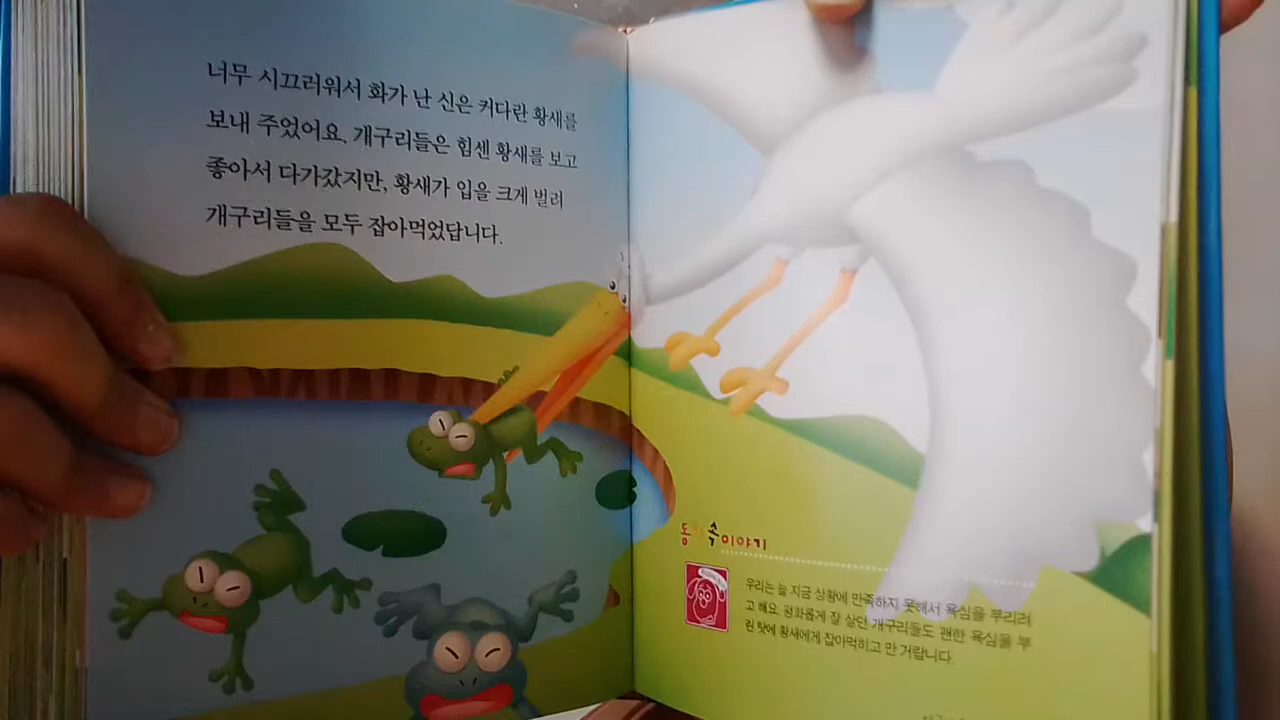 너무 시끄러워서 화가 난 신은 커다란 황새를
보내 주었어요. 개구리들은 힘센 황새를 보고
좋아서 다가갔지만, 황새가 입을 크게 벌려
개구리들을 모두 잡아먹었답니다.
동화 속 이야기
우리는 늘 지금 상황에 만족하지 못해서 욕심을 부리려
고 해요. 평화롭게 잘 살던 개구리들도 괜한 욕심을 부
린 탓에 황새에게 잡아먹히고 만 거랍니다.